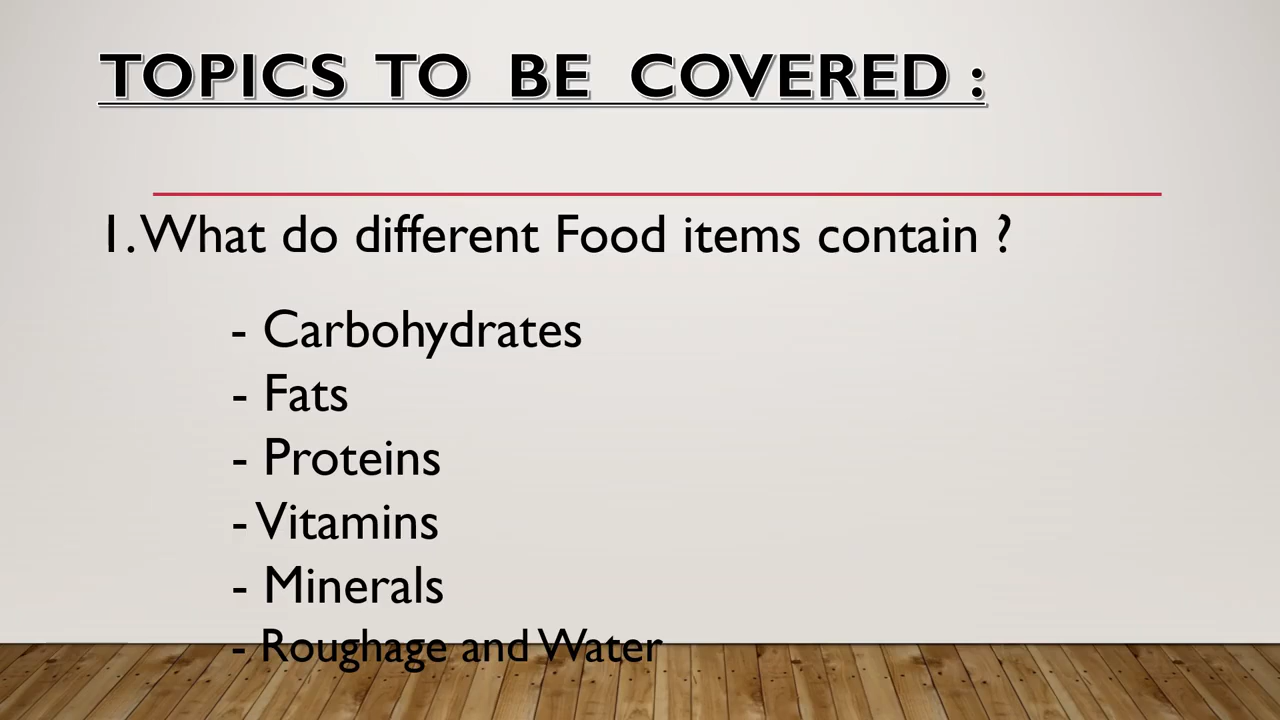 TOPICS TO BE COVERED :
1. What do different Food items contain ?
- Carbohydrates
- Fats
- Proteins
- Vitamins
- Minerals
- Roughage and Water